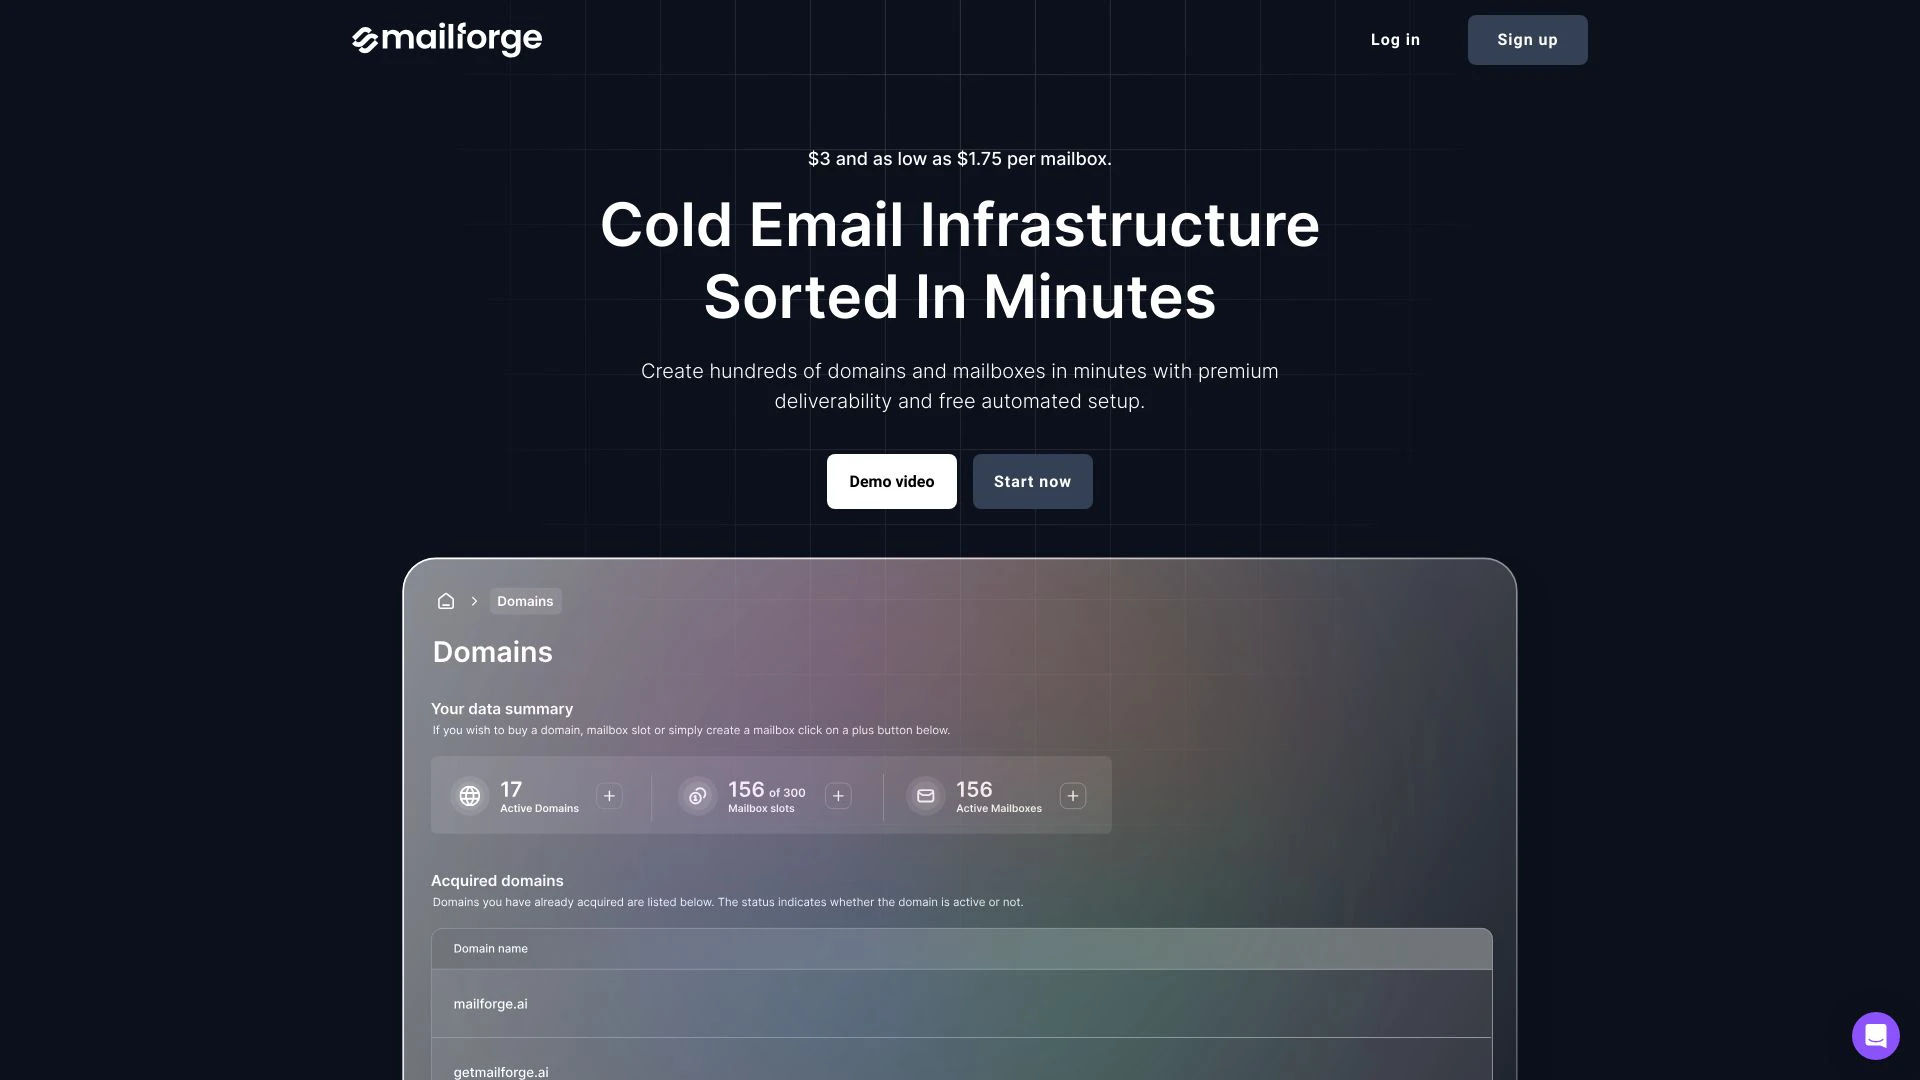 mailforge
Log in
Sign up
$3 and as low as $1.75 per mailbox.
Cold Email Infrastructure
Sorted In Minutes
Create hundreds of domains and mailboxes in minutes with premium
deliverability and free automated setup.
Demo video
Start now
Domains
Domains
Your data summary
If you wish to buy a domain, mailbox slot or simply create a mailbox click on a plus button below.
17
Active Domains
156 of 300
Mailbox slots
156
Active Mailboxes
Acquired domains
Domains you have already acquired are listed below. The status indicates whether the domain is active or not.
Domain name
mailforge.ai
getmailforge.ai